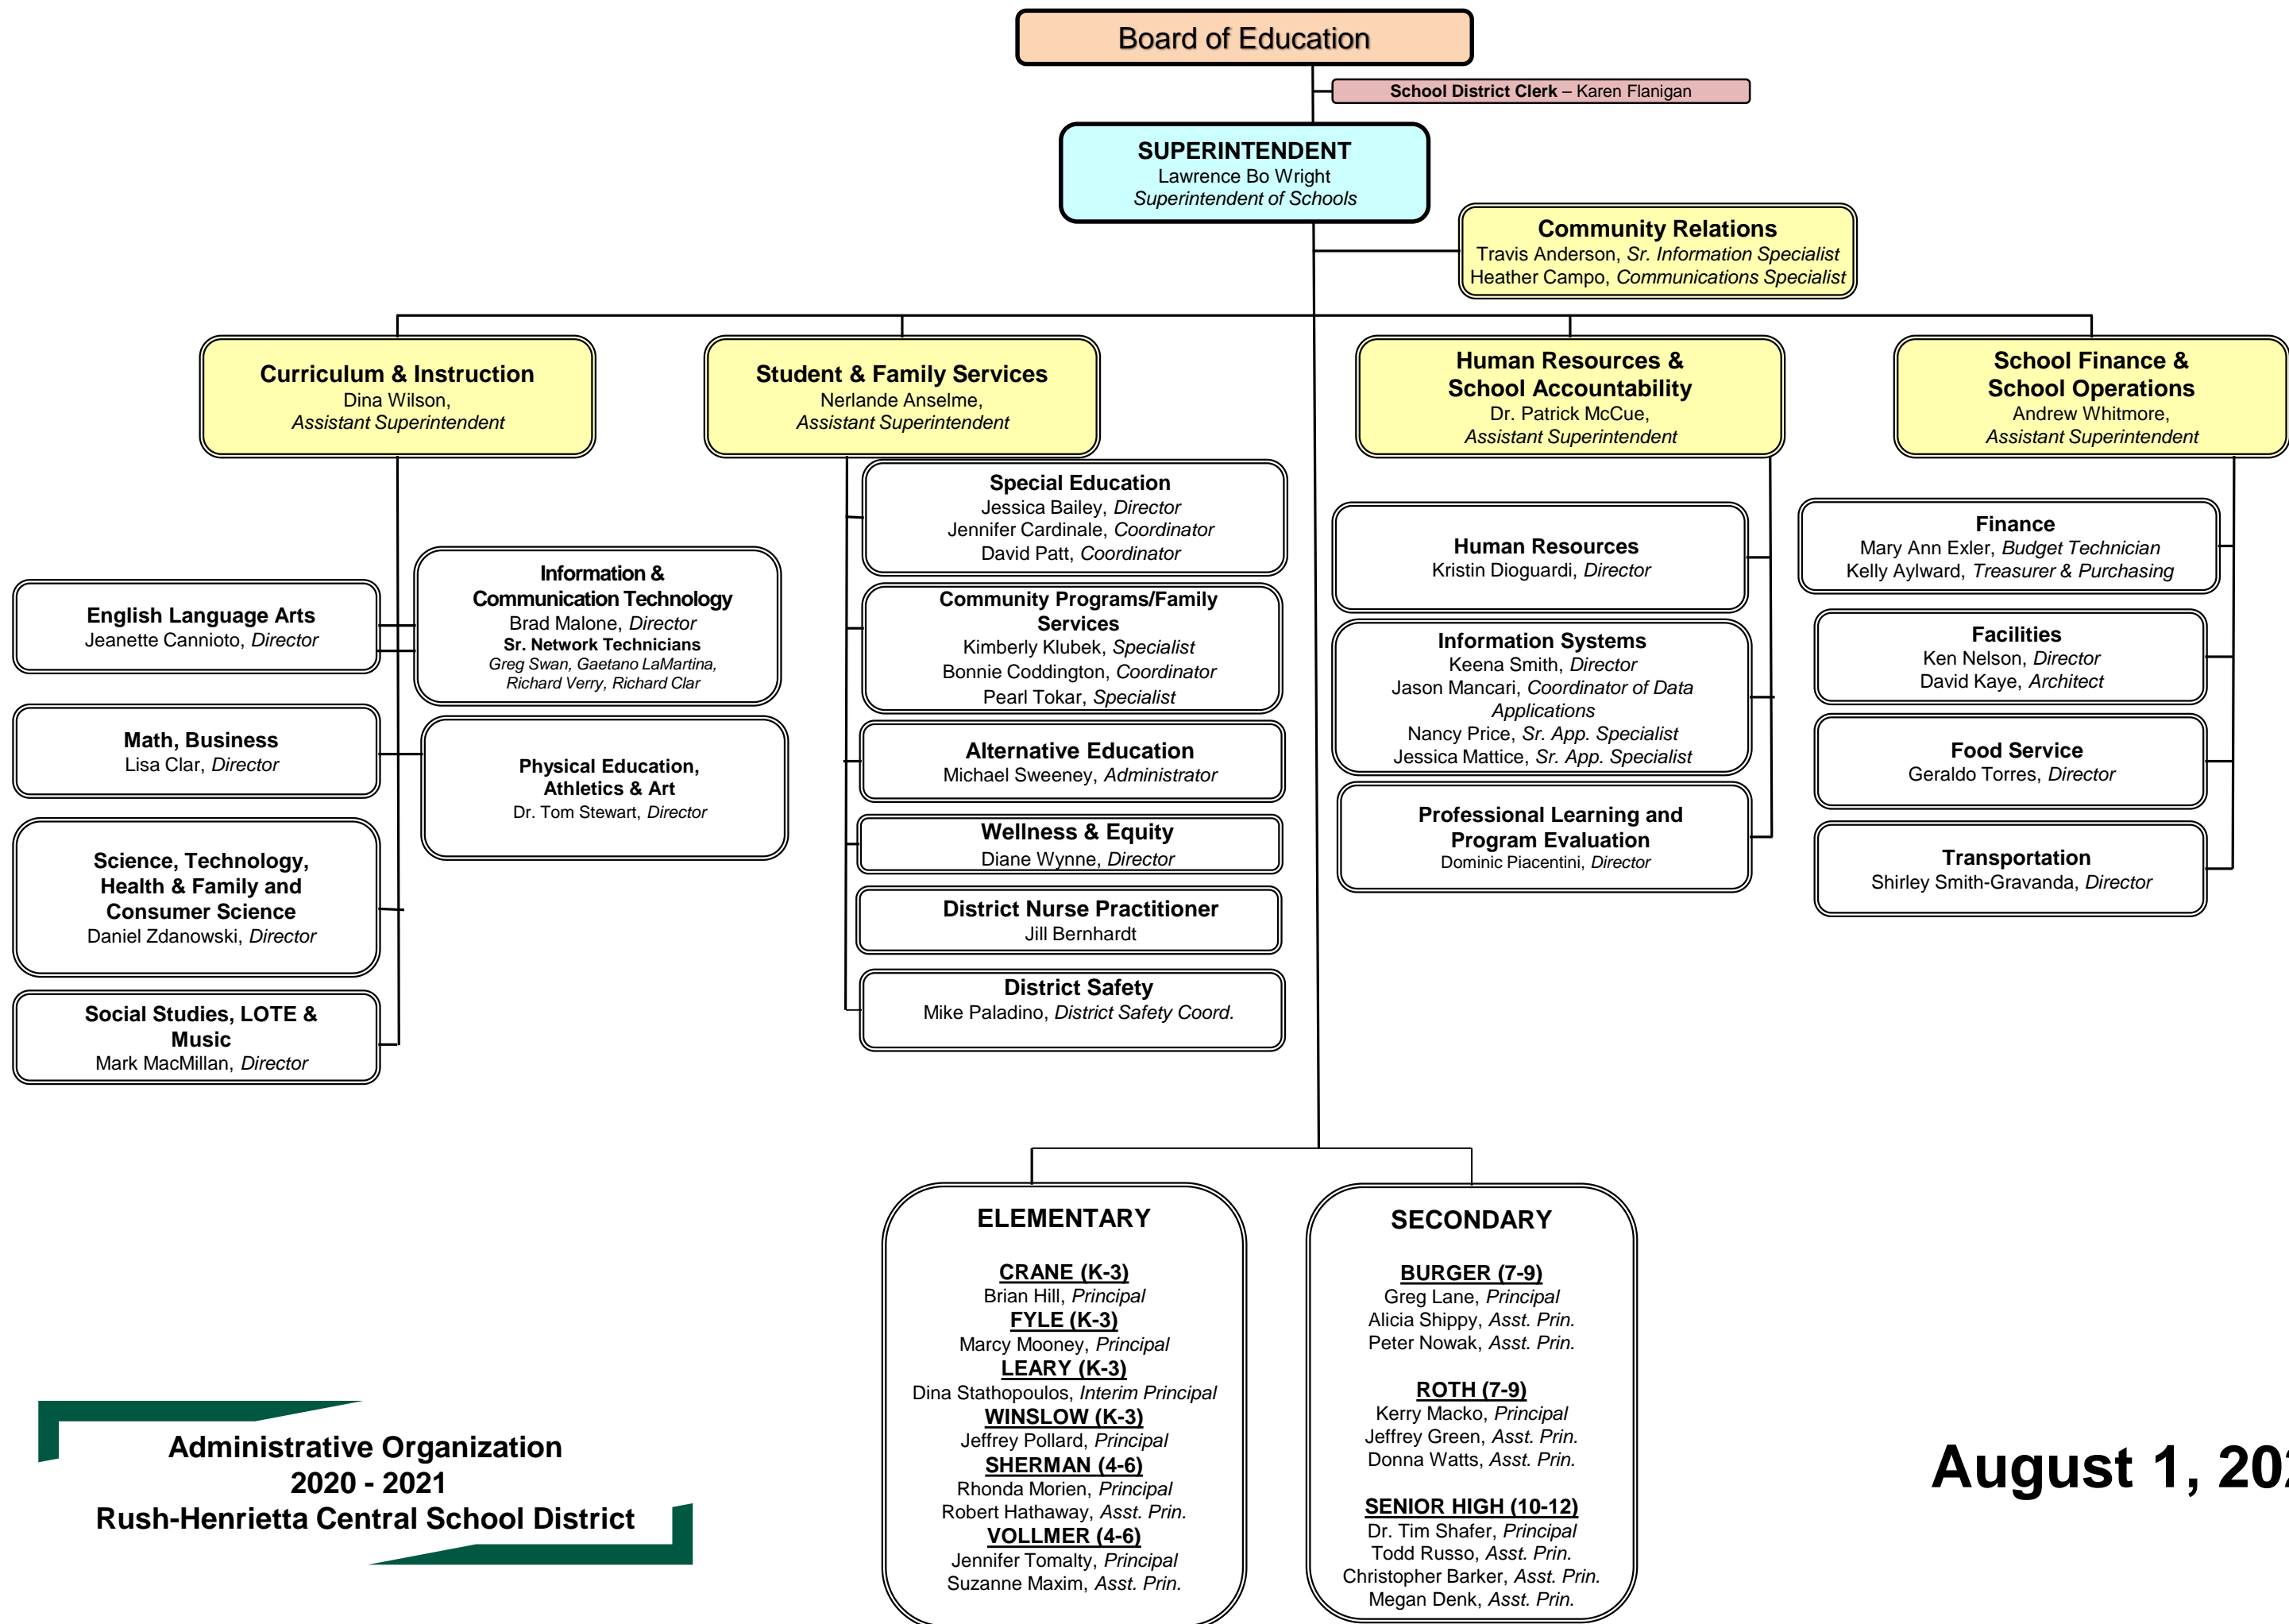 Board of Education
School District Clerk – Karen Flanigan
SUPERINTENDENT
Lawrence Bo Wright
Superintendent of Schools
Community Relations
Travis Anderson, Sr. Information Specialist
Heather Campo, Communications Specialist
Curriculum & Instruction
Dina Wilson,
Assistant Superintendent
Student & Family Services
Nerlande Anselme,
Assistant Superintendent
Human Resources &
School Accountability
Dr. Patrick McCue,
Assistant Superintendent
School Finance &
School Operations
Andrew Whitmore,
Assistant Superintendent
English Language Arts
Jeanette Cannioto, Director
Math, Business
Lisa Clar, Director
Science, Technology,
Health & Family and
Consumer Science
Daniel Zdanowski, Director
Social Studies, LOTE &
Music
Mark MacMillan, Director
Information &
Communication Technology
Brad Malone, Director
Sr. Network Technicians
Greg Swan, Gaetano LaMartina,
Richard Verry, Richard Clar
Physical Education,
Athletics & Art
Dr. Tom Stewart, Director
Special Education
Jessica Bailey, Director
Jennifer Cardinale, Coordinator
David Patt, Coordinator
Community Programs/Family
Services
Kimberly Klubek, Specialist
Bonnie Coddington, Coordinator
Pearl Tokar, Specialist
Alternative Education
Michael Sweeney, Administrator
Wellness & Equity
Diane Wynne, Director
District Nurse Practitioner
Jill Bernhardt
District Safety
Mike Paladino, District Safety Coord.
Human Resources
Kristin Dioguardi, Director
Information Systems
Keena Smith, Director
Jason Mancari, Coordinator of Data
Applications
Nancy Price, Sr. App. Specialist
Jessica Mattice, Sr. App. Specialist
Professional Learning and
Program Evaluation
Dominic Piacentini, Director
Finance
Mary Ann Exler, Budget Technician
Kelly Aylward, Treasurer & Purchasing
Facilities
Ken Nelson, Director
David Kaye, Architect
Food Service
Geraldo Torres, Director
Transportation
Shirley Smith-Gravanda, Director
ELEMENTARY
CRANE (K-3)
Brian Hill, Principal
FYLE (K-3)
Marcy Mooney, Principal
LEARY (K-3)
Dina Stathopoulos, Interim Principal
WINSLOW (K-3)
Jeffrey Pollard, Principal
SHERMAN (4-6)
Rhonda Morien, Principal
Robert Hathaway, Asst. Prin.
VOLLMER (4-6)
Jennifer Tomalty, Principal
Suzanne Maxim, Asst. Prin.
SECONDARY
BURGER (7-9)
Greg Lane, Principal
Alicia Shippy, Asst. Prin.
Peter Nowak, Asst. Prin.
ROTH (7-9)
Kerry Macko, Principal
Jeffrey Green, Asst. Prin.
Donna Watts, Asst. Prin.
SENIOR HIGH (10-12)
Dr. Tim Shafer, Principal
Todd Russo, Asst. Prin.
Christopher Barker, Asst. Prin.
Megan Denk, Asst. Prin.
Administrative Organization
2020 - 2021
Rush-Henrietta Central School District
August 1,